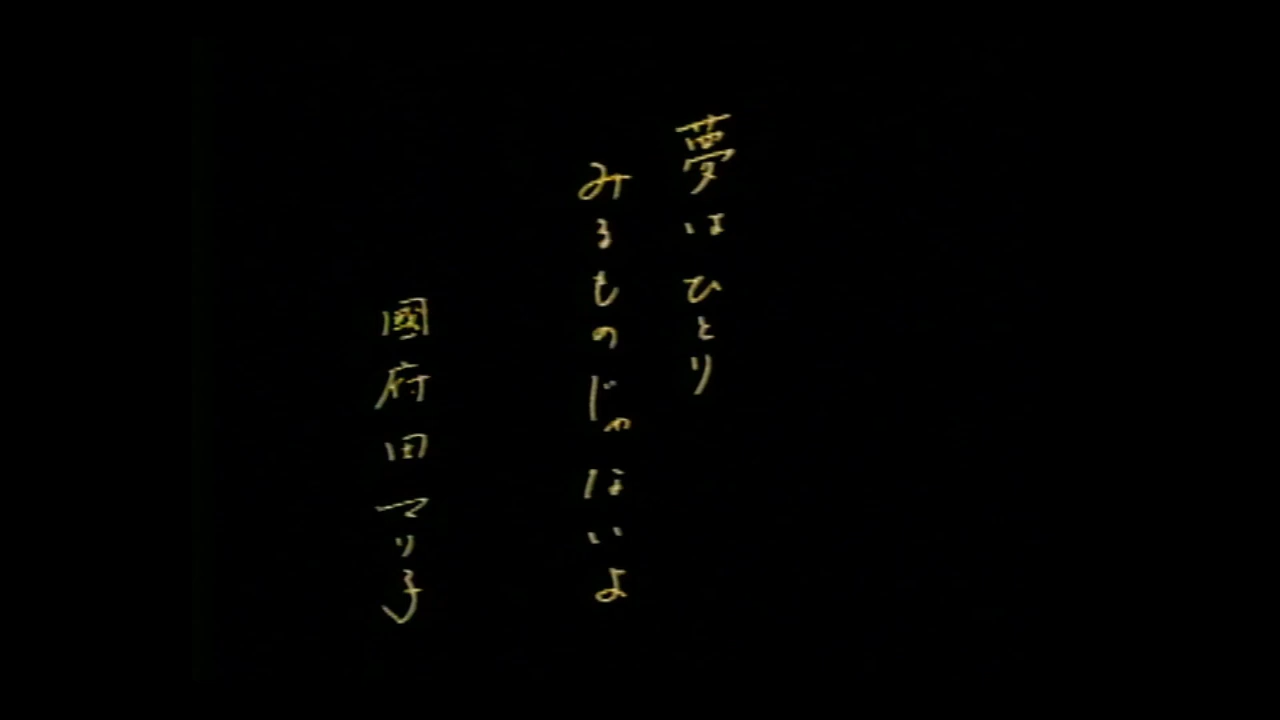 夢はひとり
みるものじゃないよ
國府田マリ子